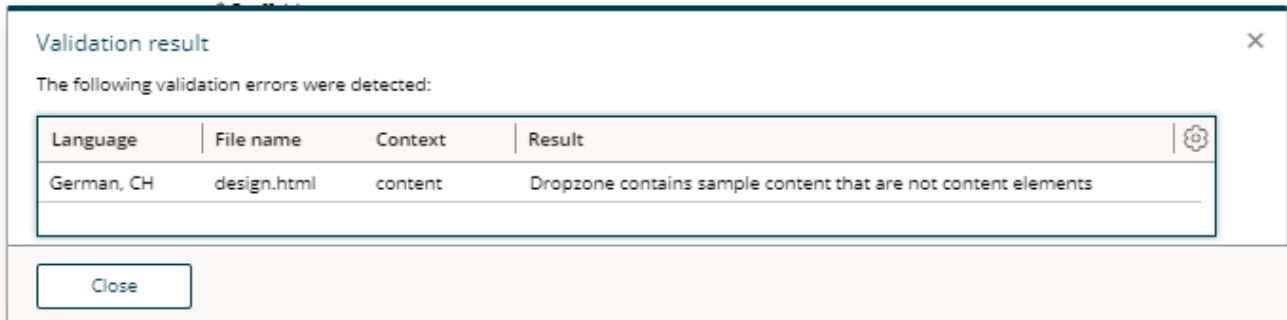 Validation result
The following validation errors were detected:
Language File name Context Result
German, CH design.html content Dropzone contains sample content that are not content elements
Close